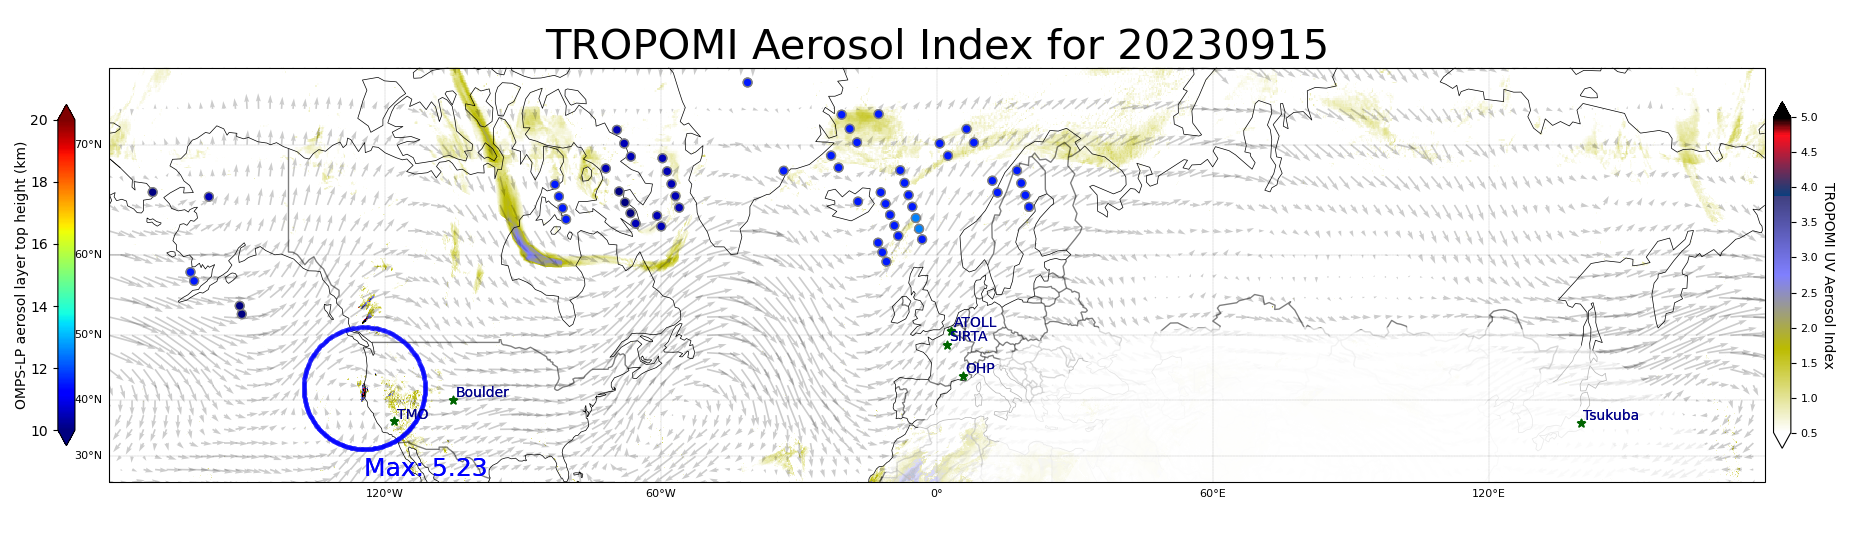 TROPOMI Aerosol Index for 20230915
OMPS-LP aerosol layer top height (km)
20
18
16
14
12
10
70°N
60°N
50°N
40°N
30°N
120°W
60°W
0°
60°E
120°E
ATOLL
SIRTA
OHP
Boulder
TMO
Tsukuba
Max: 5.23
5.0
4.5
4.0
3.5
3.0
2.5
2.0
1.5
1.0
0.5
TROPOMI UV Aerosol Index